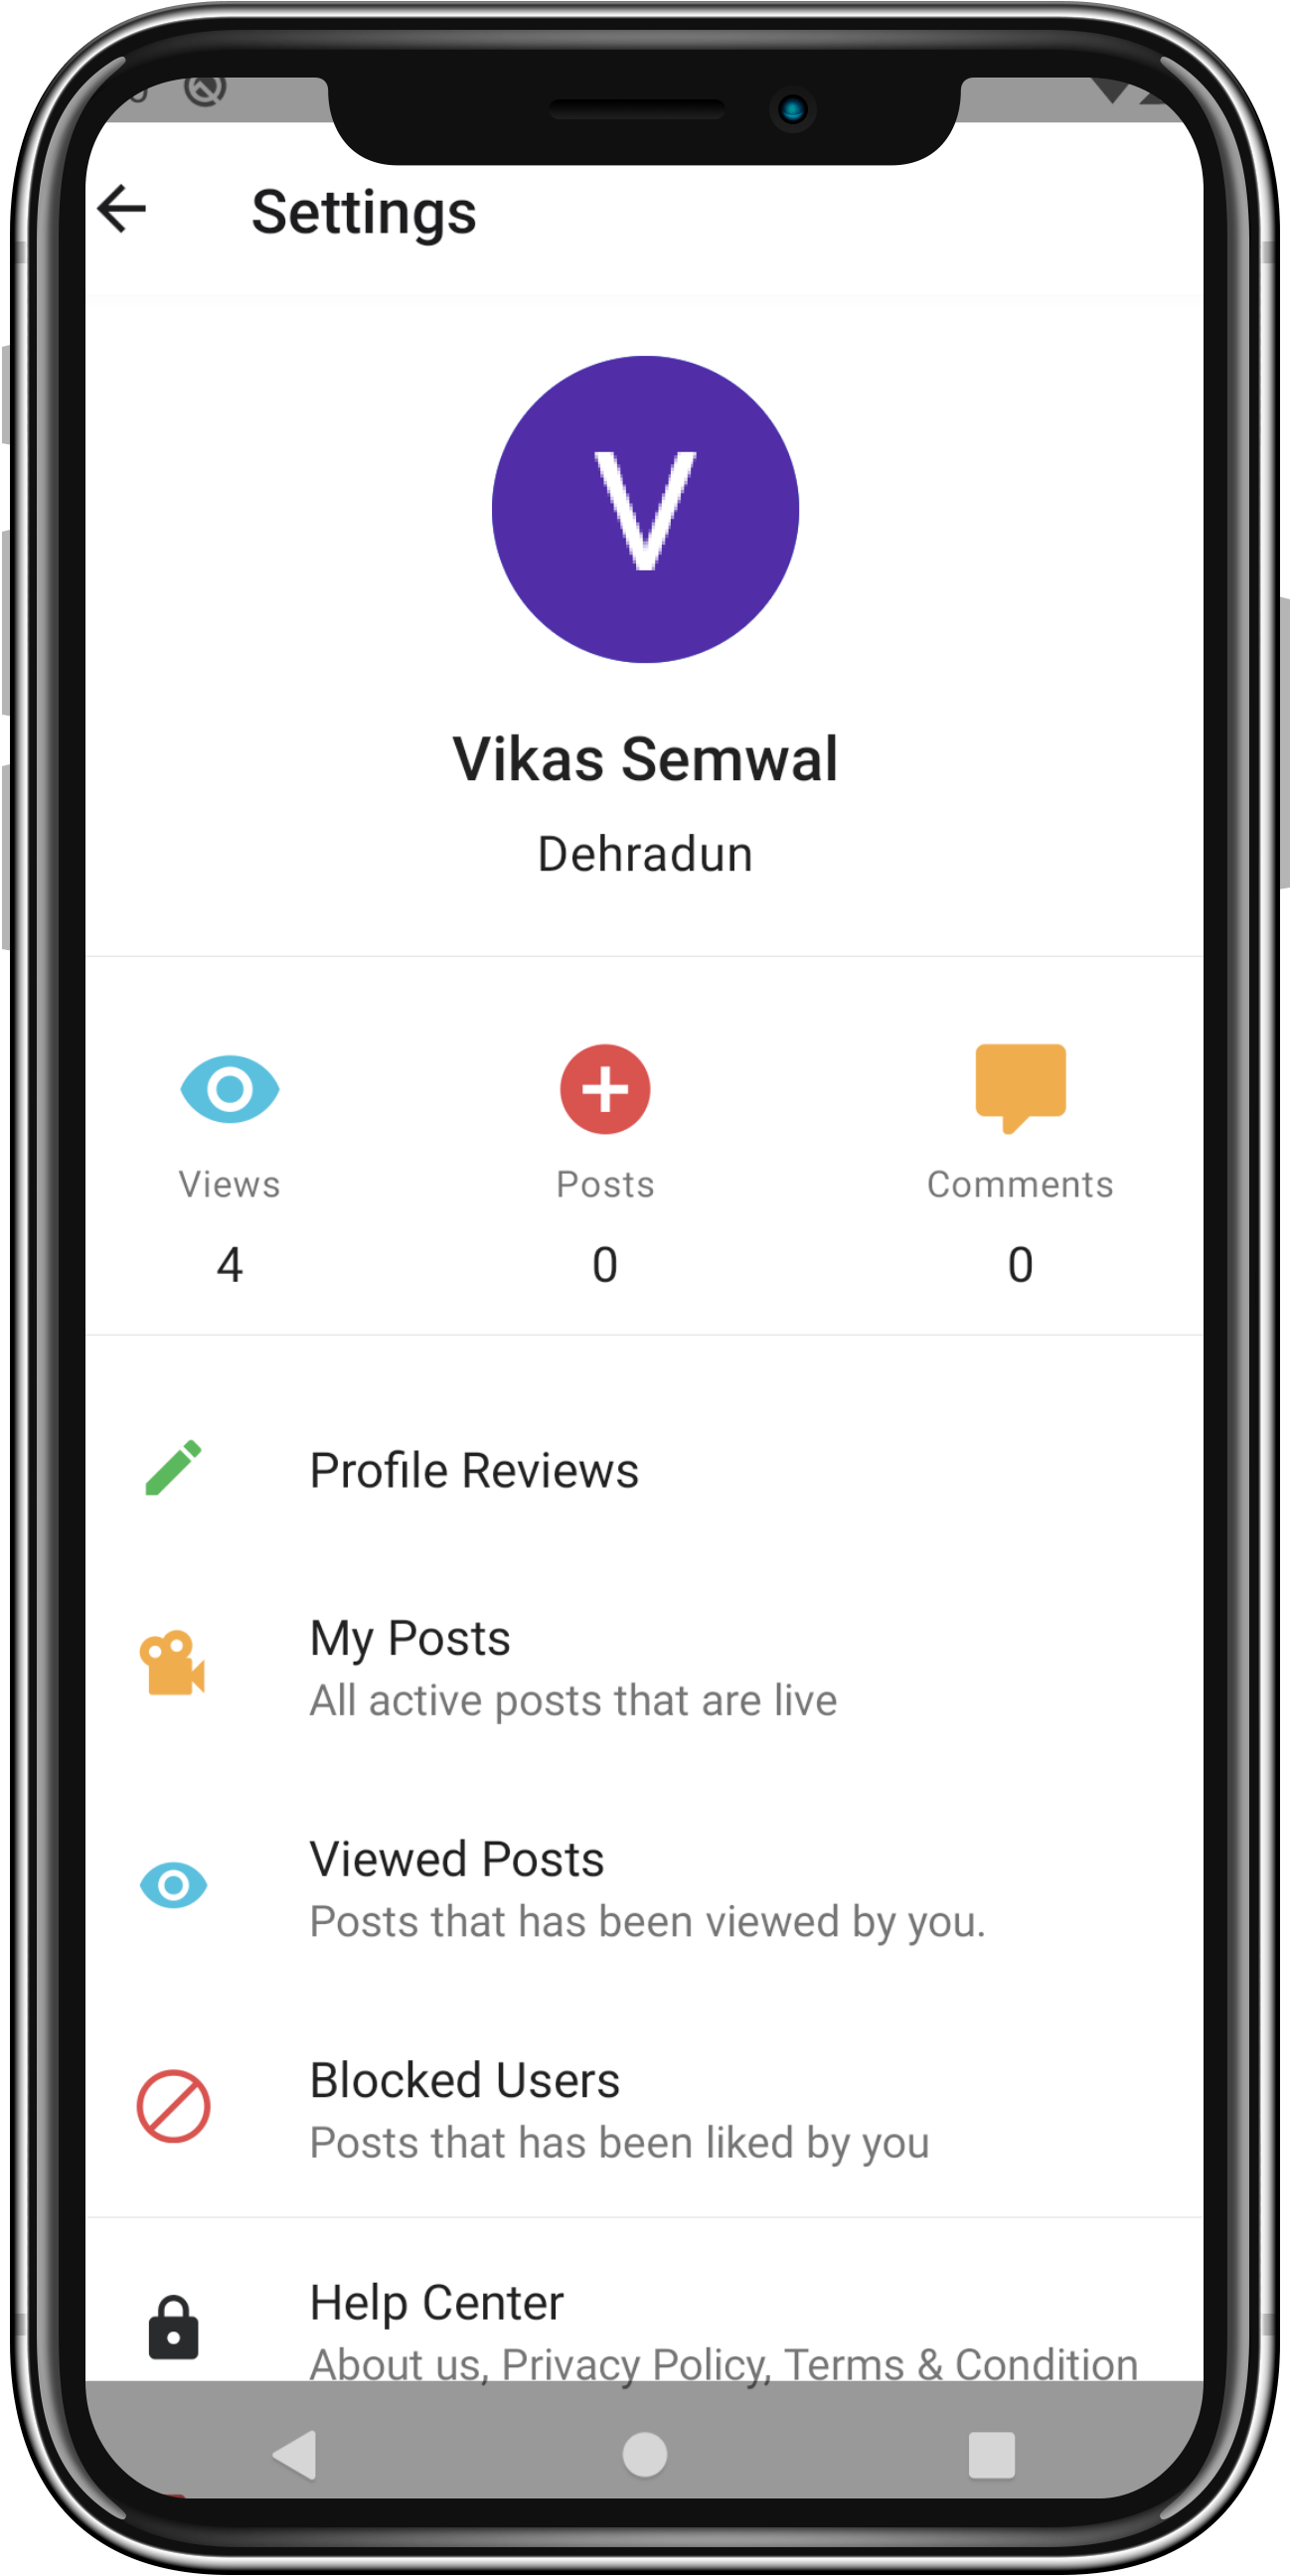 Settings
V
Vikas Semwal
Dehradun
Views
Posts
Comments
4
0
0
Profile Reviews
My Posts
All active posts that are live
Viewed Posts
Posts that has been viewed by you.
Blocked Users
Posts that has been liked by you
Help Center
About us, Privacy Policy, Terms & Condition